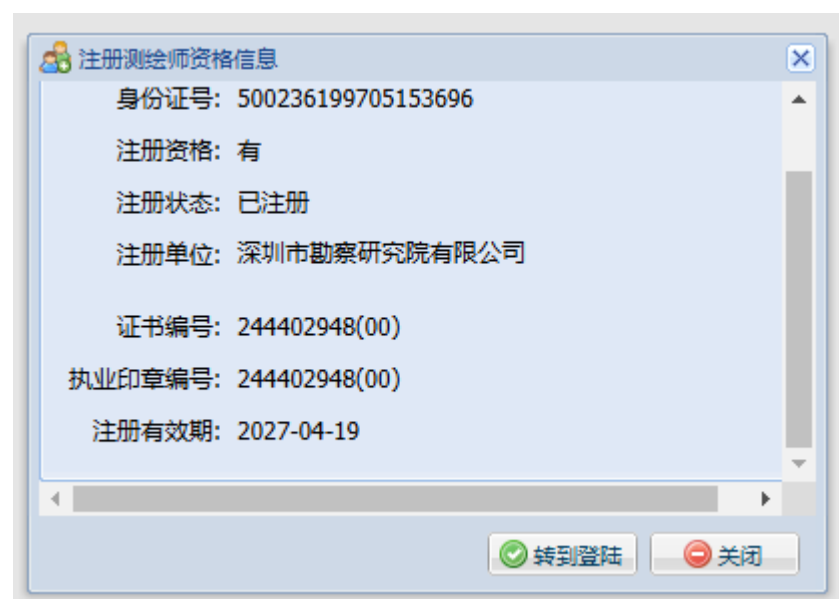 注册测绘师资格信息
身份证号: 500236199705153696
注册资格: 有
注册状态: 已注册
注册单位: 深圳市勘察研究院有限公司
证书编号: 244402948(00)
执业印章编号: 244402948(00)
注册有效期: 2027-04-19
转到登陆 关闭